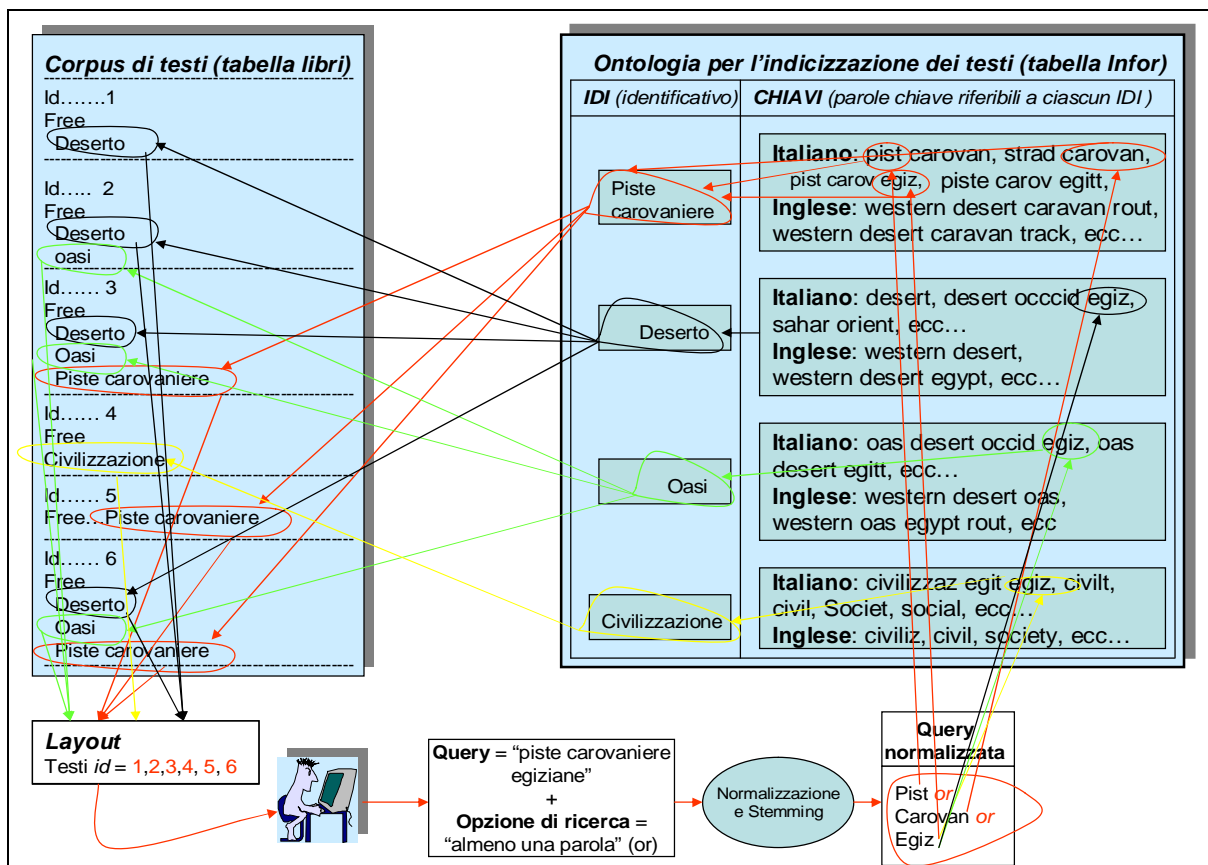 Corpus di testi (tabella libri)
Id…….1
Free
Deserto
Id….. 2
Free
Deserto
oasi
Id…… 3
Free
Deserto
Oasi
Piste carovaniere
Id…… 4
Free
Civilizzazione
Id…… 5
Free…Piste carovaniere
Id…… 6
Free
Deserto
Oasi
Piste carovaniere
Ontologia per l'indicizzazione dei testi (tabella Infor)
IDI (identificativo)
CHIAVI (parole chiave riferibili a ciascun IDI )
Piste
carovaniere
Italiano: pist carovan, strad carovan,
pist carov egiz, piste carov egitt,
Inglese: western desert caravan rout,
western desert caravan track, ecc…
Deserto
Italiano: desert, desert occcid egiz,
sahar orient, ecc…
Inglese: western desert,
western desert egypt, ecc…
Oasi
Italiano: oas desert occid egiz, oas
desert egitt, ecc…
Inglese: western desert oas,
western oas egypt rout, ecc
Civilizzazione
Italiano: civilizzaz egit egiz, civilt,
civil, Societ, social, ecc…
Inglese: civiliz, civil, society, ecc…
Layout
Testi id = 1,2,3,4, 5, 6
Query = “piste carovaniere
egiziane”
+
Opzione di ricerca =
“almeno una parola” (or)
Normalizzazione
e Stemming
Query
normalizzata
Pist or
Carovan or
Egiz